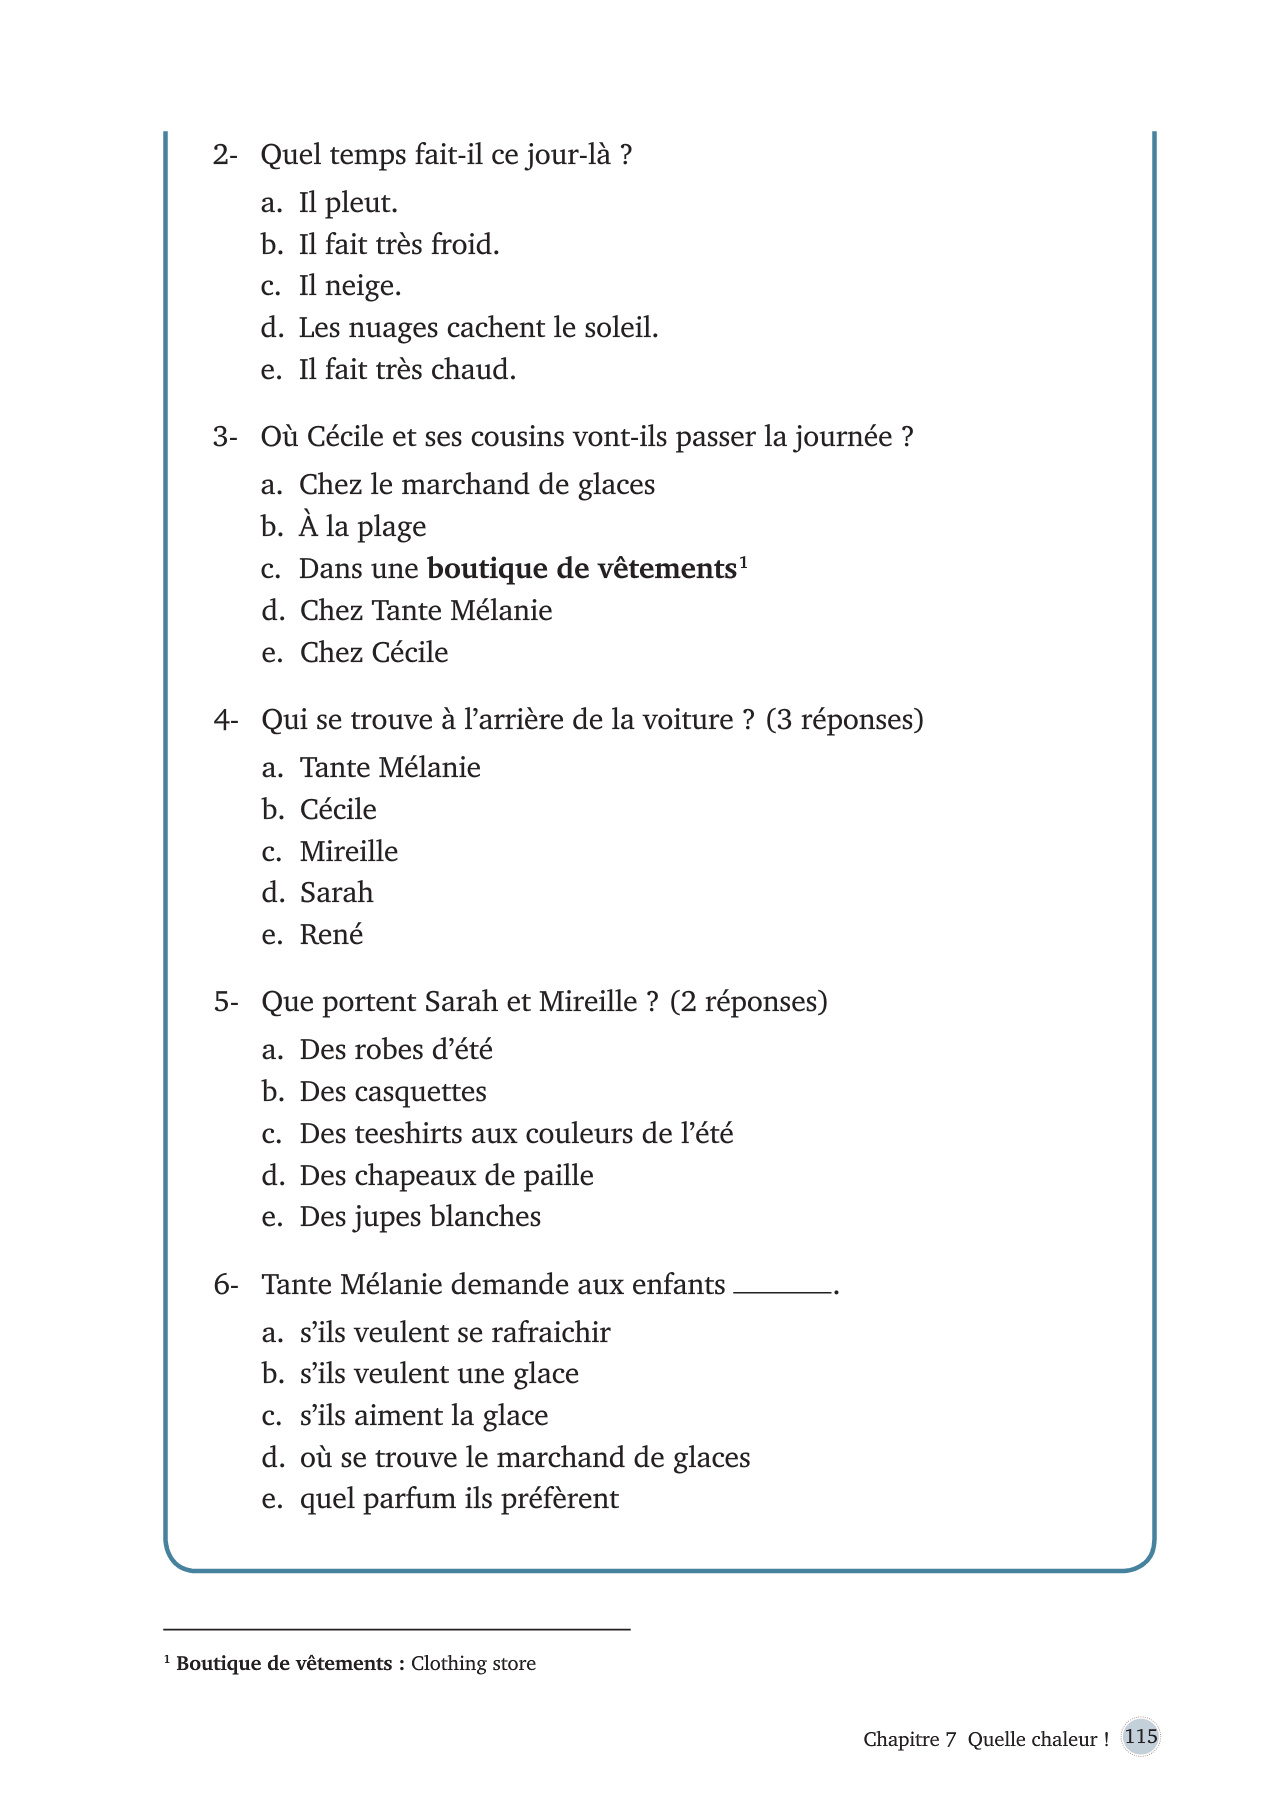 2- Quel temps fait-il ce jour-là ?
a. Il pleut.
b. Il fait très froid.
c. Il neige.
d. Les nuages cachent le soleil.
e. Il fait très chaud.
3- Où Cécile et ses cousins vont-ils passer la journée ?
a. Chez le marchand de glaces
b. À la plage
c. Dans une boutique de vêtements¹
d. Chez Tante Mélanie
e. Chez Cécile
4- Qui se trouve à l’arrière de la voiture ? (3 réponses)
a. Tante Mélanie
b. Cécile
c. Mireille
d. Sarah
e. René
5- Que portent Sarah et Mireille ? (2 réponses)
a. Des robes d’été
b. Des casquettes
c. Des teeshirts aux couleurs de l’été
d. Des chapeaux de paille
e. Des jupes blanches
6- Tante Mélanie demande aux enfants _______.
a. s’ils veulent se rafraichir
b. s’ils veulent une glace
c. s’ils aiment la glace
d. où se trouve le marchand de glaces
e. quel parfum ils préfèrent
¹ Boutique de vêtements : Clothing store
Chapitre 7 Quelle chaleur ! 115